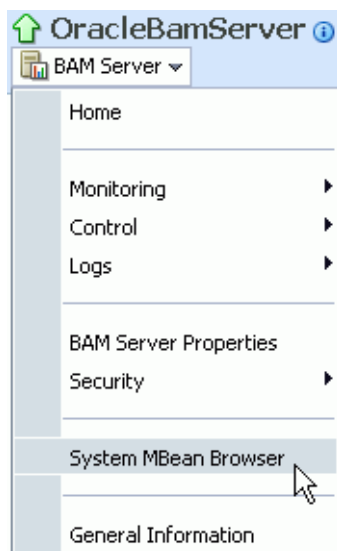 OracleBamServer
BAM Server
Home
Monitoring
Control
Logs
BAM Server Properties
Security
System MBean Browser
General Information